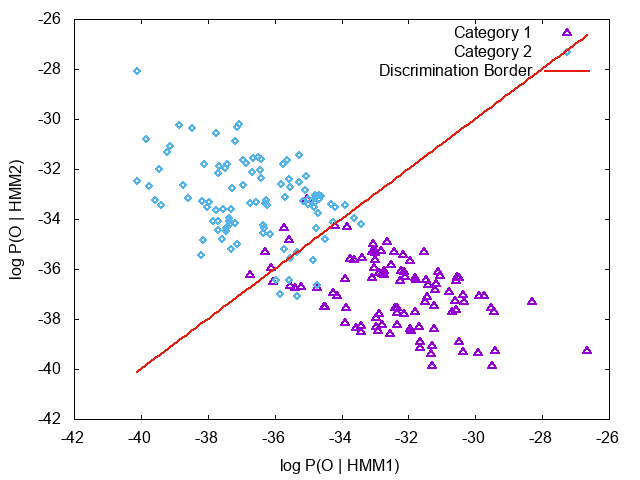 Category 1
Category 2
Discrimination Border
-26
-28
-30
-32
-34
-36
-38
-40
-42
log P(O | HMM2)
-42 -40 -38 -36 -34 -32 -30 -28 -26
log P(O | HMM1)